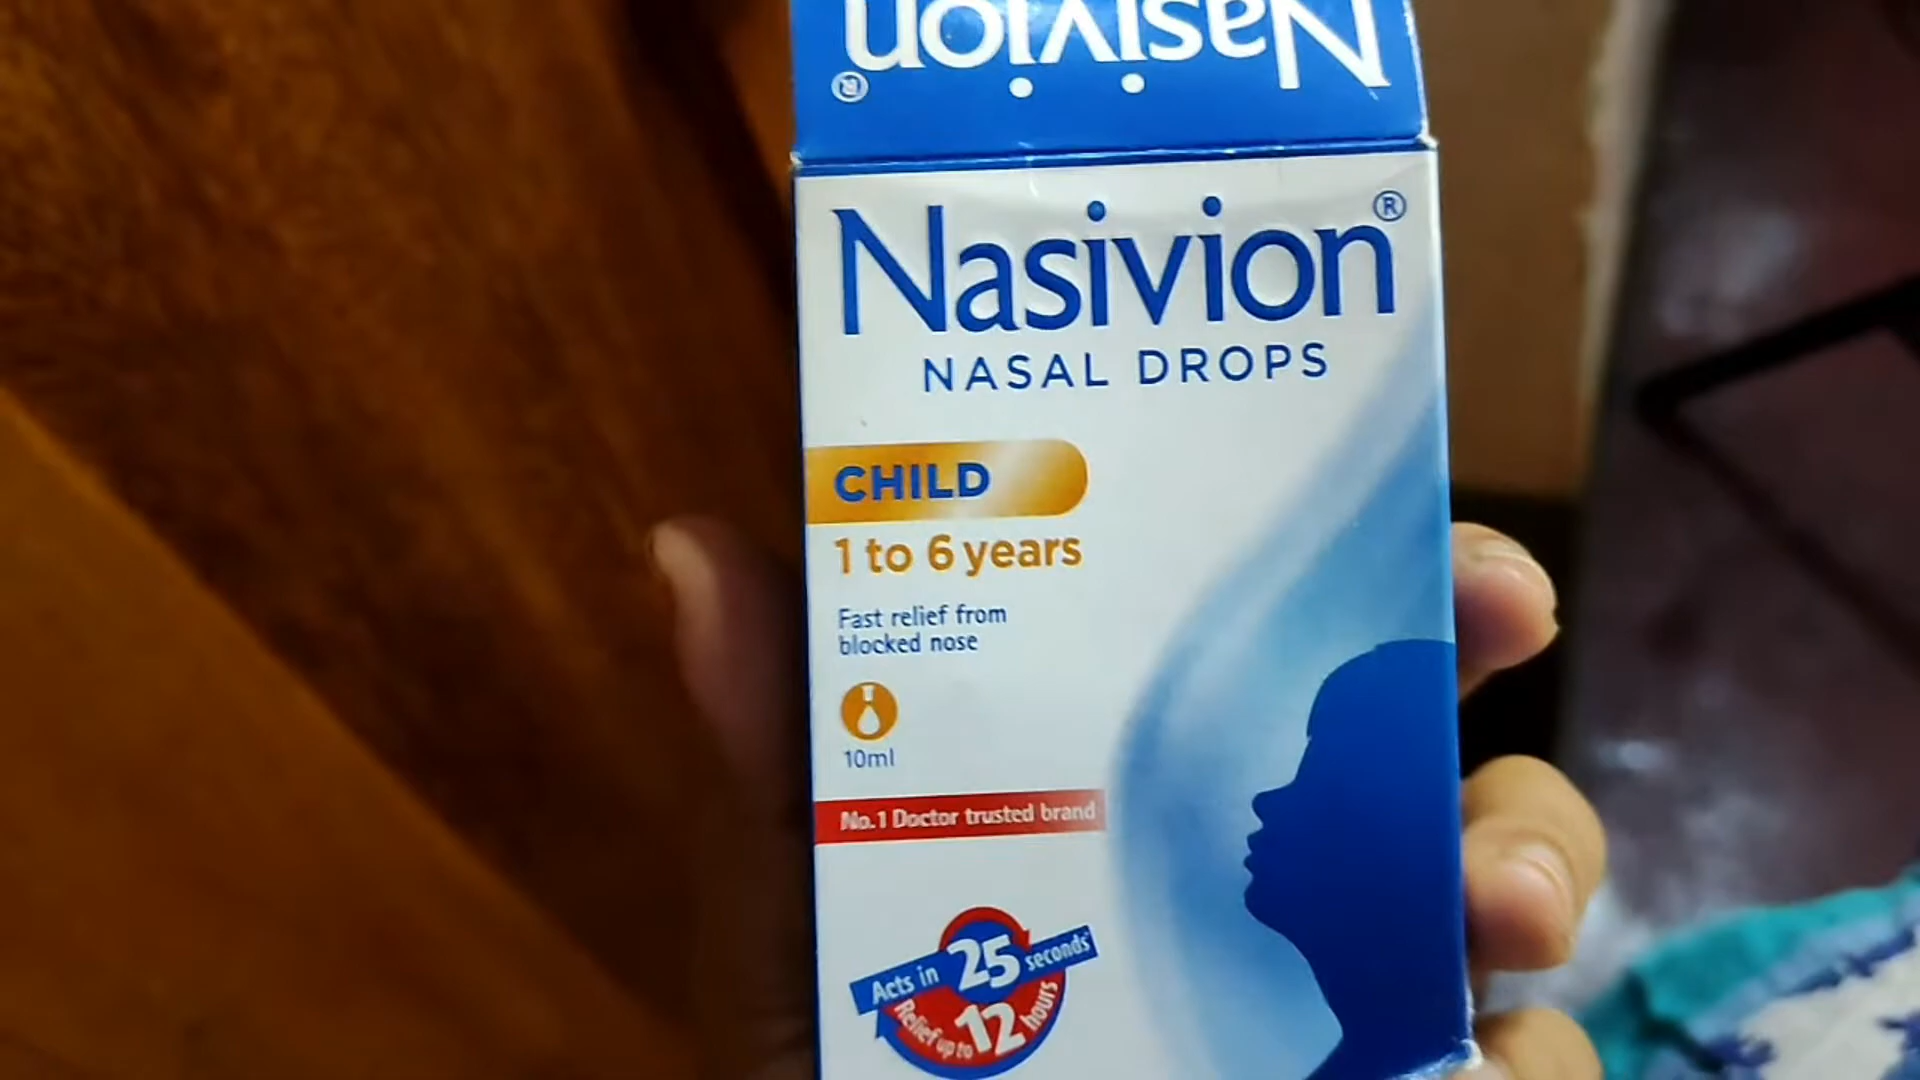 Nasivion®
Nasivion®
NASAL DROPS
CHILD
1 to 6 years
Fast relief from
blocked nose
10ml
No.1 Doctor trusted brand
Acts in 25 seconds*
Relief up to 12 hours